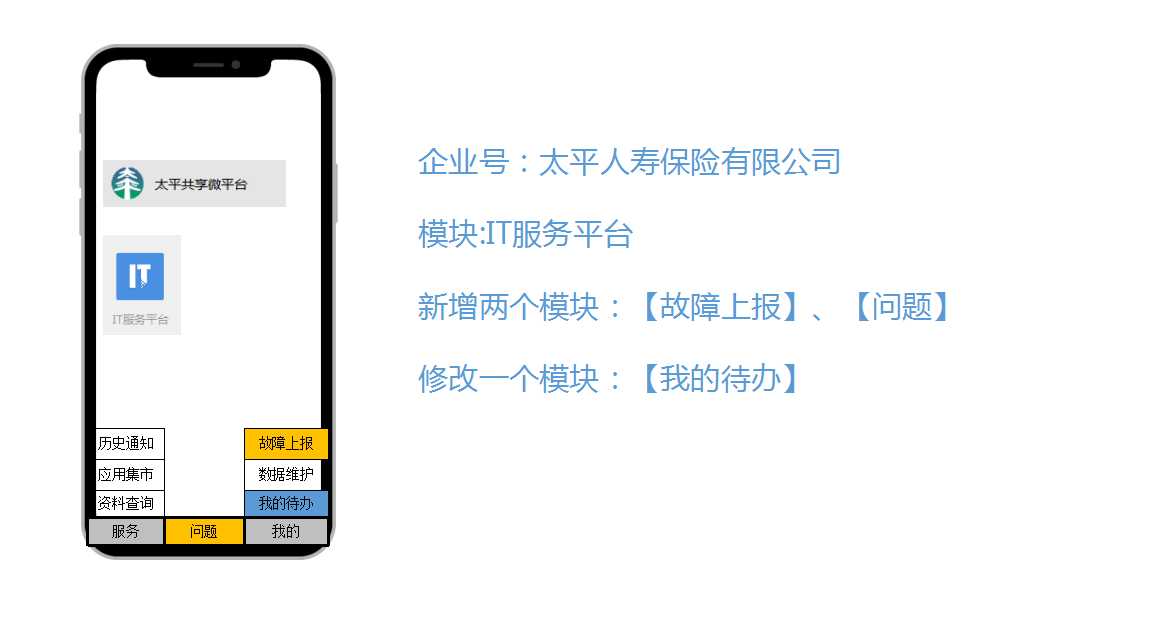 太平共享微平台
IT
IT服务平台
历史通知
应用集市
资料查询
故障上报
数据维护
我的待办
服务
问题
我的
企业号：太平人寿保险有限公司
模块:IT服务平台
新增两个模块：【故障上报】、【问题】
修改一个模块：【我的待办】